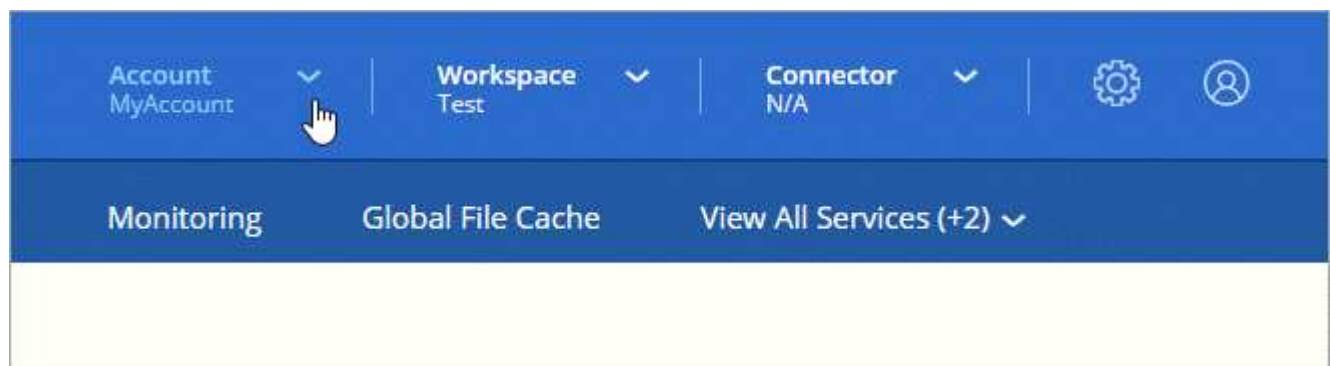 Account
MyAccount
Workspace
Test
Connector
N/A
Monitoring
Global File Cache
View All Services (+2)